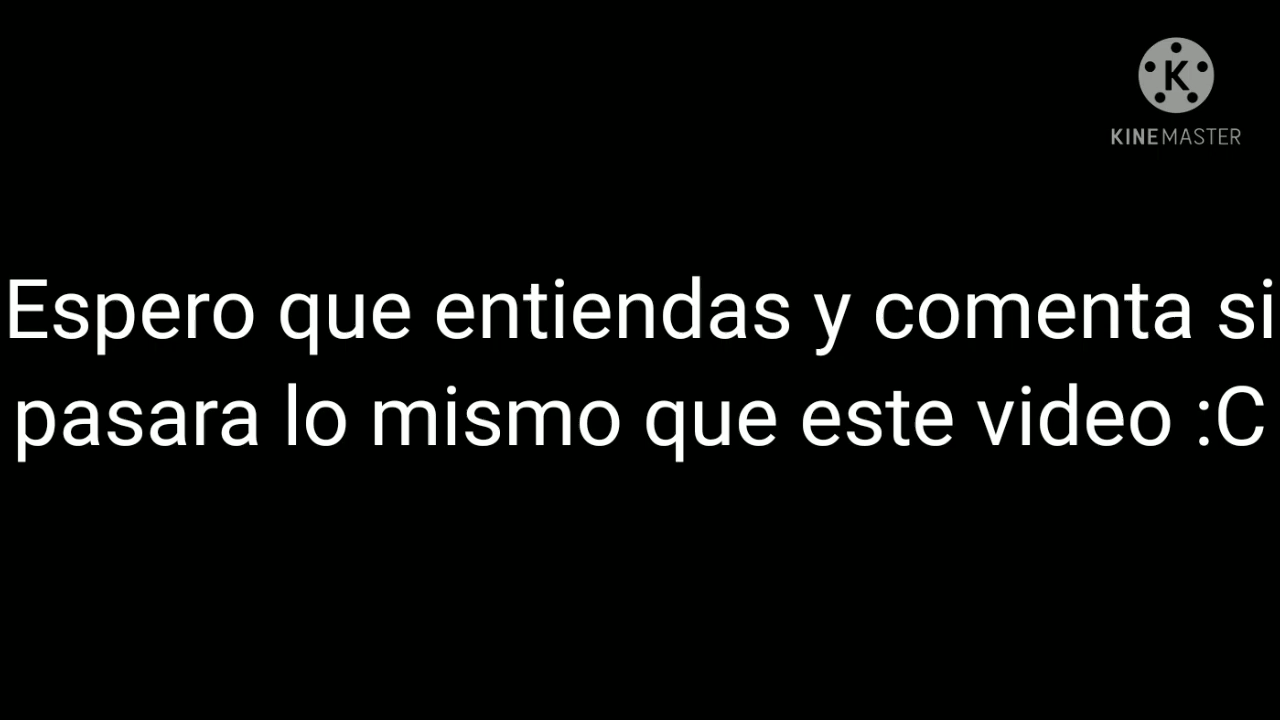 K
KINEMASTER
Espero que entiendas y comenta si
pasara lo mismo que este video :C